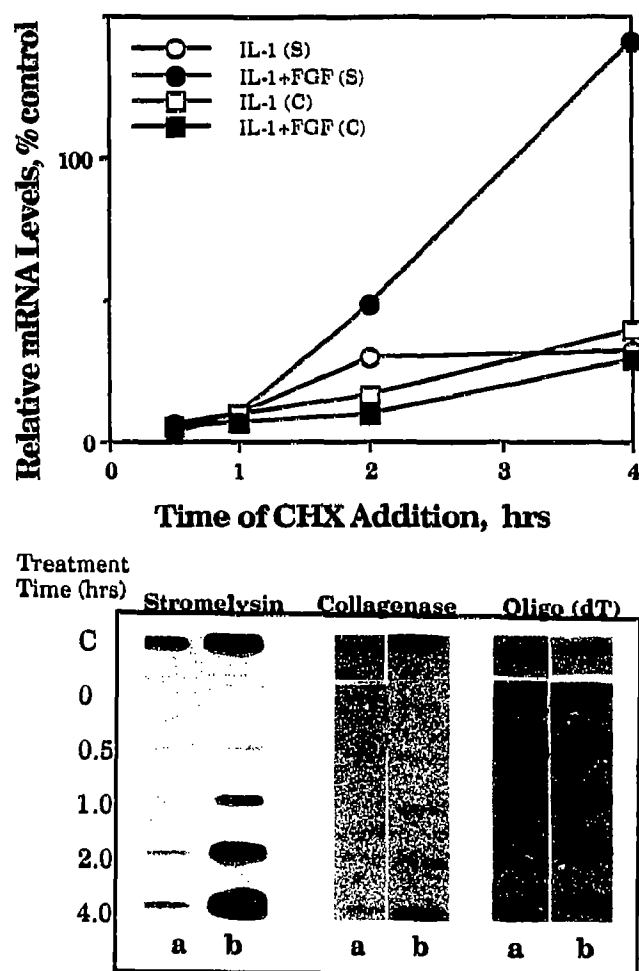 Relative mRNA Levels, % control
IL-1 (S)
IL-1+FGF (S)
IL-1 (C)
IL-1+FGF (C)
100
0
0 1 2 3 4
Time of CHX Addition, hrs
Treatment
Time (hrs)
Stromelysin Collagenase Oligo (dT)
C
0
0.5
1.0
2.0
4.0
a b a b a b